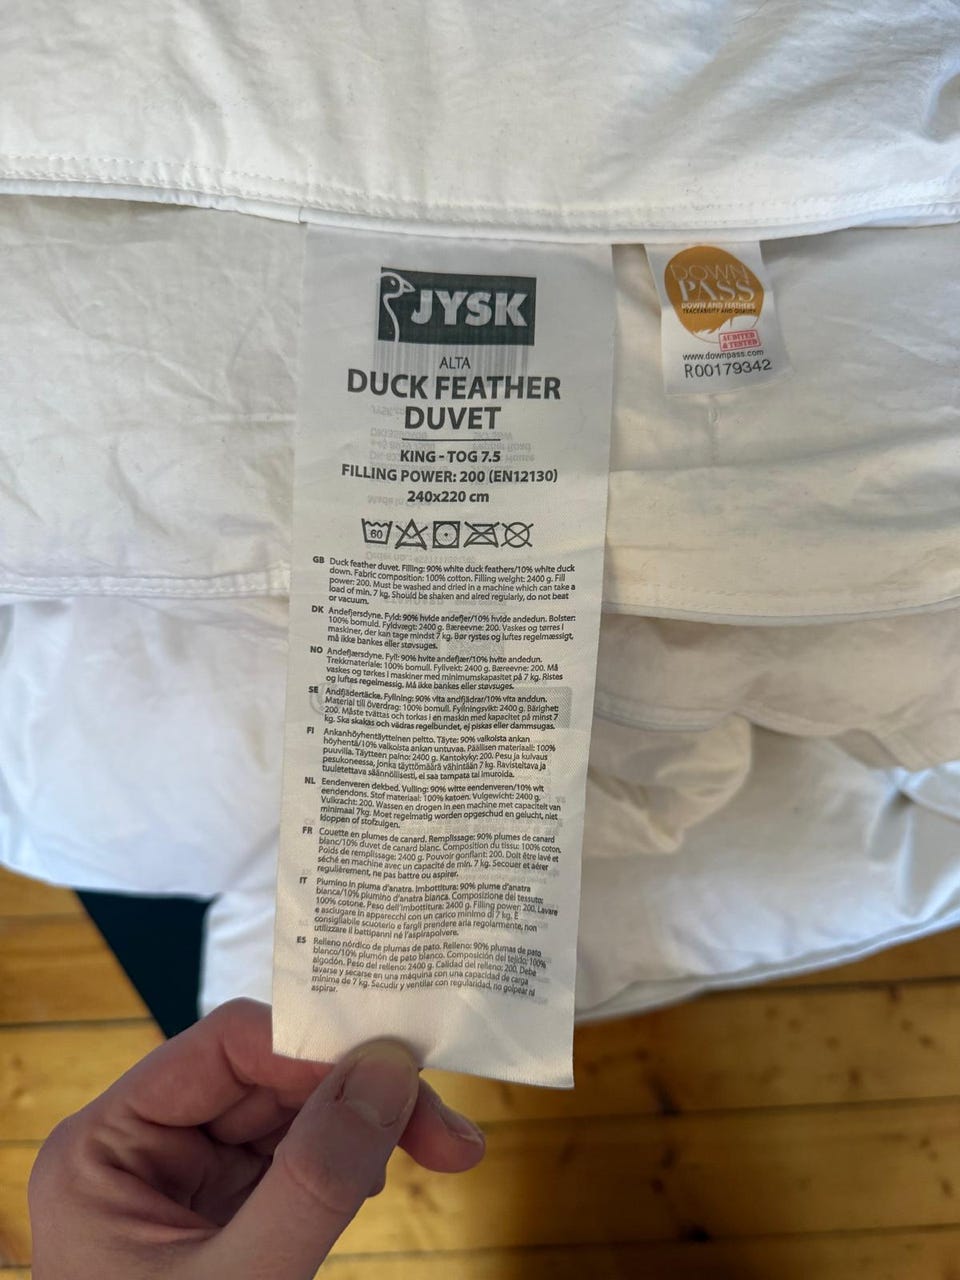 JYSK
ALTA
DUCK FEATHER
DUVET
KING - TOG 7.5
FILLING POWER: 200 (EN12130)
240x220 cm
60
GB Duck feather duvet. Filling: 90% white duck feathers/10% white duck
down. Fabric composition: 100% cotton. Filling weight: 2400 g. Fill
power: 200. Must be washed and dried in a machine which can take a
load of min. 7 kg. Should be shaken and aired regularly, do not beat
or vacuum.
DK Andefjersdyne. Fyld: 90% hvide andefjer/10% hvide andedun. Bolster:
100% bomuld. Fyldvægt: 2400 g. Bæreevne: 200. Vaskes og tørres i
maskiner, der kan tage mindst 7 kg. Bør rystes og luftes regelmæssigt,
må ikke bankes eller støvsuges.
NO Andefjærsdyne. Fyll: 90% hvite andefjær/10% hvite andedun.
Trekkmateriale: 100% bomull. Fyllvekt: 2400 g. Bæreevne: 200. Må
vaskes og tørkes i maskiner med minimumskapasitet på 7 kg. Ristes
og luftes regelmessig. Må ikke bankes eller støvsuges.
SE Andfjädertäcke. Fyllning: 90% vita andfjädrar/10% vita anddun.
Material till överdrag: 100% bomull. Fyllningsvikt: 2400 g. Bärighet:
200. Måste tvättas och torkas i en maskin med kapacitet på minst 7
kg. Ska skakas och vädras regelbundet, ej piskas eller dammsugas.
FI Ankanhöyhentäytteinen peitto. Täyte: 90% valkoista ankan
höyhentä/10% valkoista ankan untuvaa. Päällisen materiaali: 100%
puuvilla. Täytteen paino: 2400 g. Kantokyky: 200. Pesu ja kuivaus
pesukoneessa, jonka täyttömäärä vähintään 7 kg. Ravisteltava ja
tuuletettava säännöllisesti, ei saa tampata tai imuroida.
NL Eendenveren dekbed. Vulling: 90% witte eendenveren/10% wit
eendendons. Stof materiaal: 100% katoen. Vulgewicht: 2400 g.
Vulkracht: 200. Wassen en drogen in een machine met capaciteit van
minimaal 7kg. Moet regelmatig worden opgeschud en gelucht, niet
kloppen of stofzuigen.
FR Couette en plumes de canard. Remplissage: 90% plumes de canard
blanc/10% duvet de canard blanc. Composition du tissu: 100% coton.
Poids de remplissage: 2400 g. Pouvoir gonflant: 200. Doit être lavé et
séché en machine avec un capacité de min. 7 kg. Secouer et aérer
regulièrement, ne pas battre ou aspirer.
IT Piumino in piuma d'anatra. Imbottitura: 90% piume d'anatra
bianca/10% piumino d'anatra bianca. Composizione del tessuto:
100% cotone. Peso dell'imbottitura: 2400 g. Filling power: 200. Lavare
e asciugare in apparecchi con un carico minimo di 7 kg. È
consigliabile scuoterlo e fargli prendere aria regolarmente, non
utilizzare il battipanni né l'aspirapolvere.
ES Relleno nórdico de plumas de pato. Relleno: 90% plumas de pato
blanco/10% plumón de pato blanco. Composición del tejido: 100%
algodón. Peso del relleno: 2400 g. Calidad del relleno: 200. Debe
lavarse y secarse en una máquina con una capacidad de carga
mínima de 7 kg. Sacudir y ventilar con regularidad, no golpear ni
aspirar.
DOWN
PASS
DOWN AND FEATHERS
TRACEABILITY AND QUALITY
AUDITED
& TESTED
www.downpass.com
R00179342